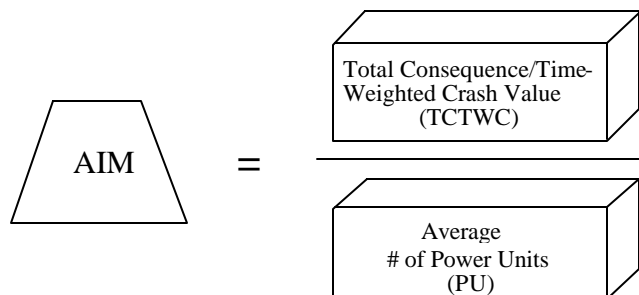 AIM
=
Total Consequence/Time-
Weighted Crash Value
(TCTWC)
Average
# of Power Units
(PU)